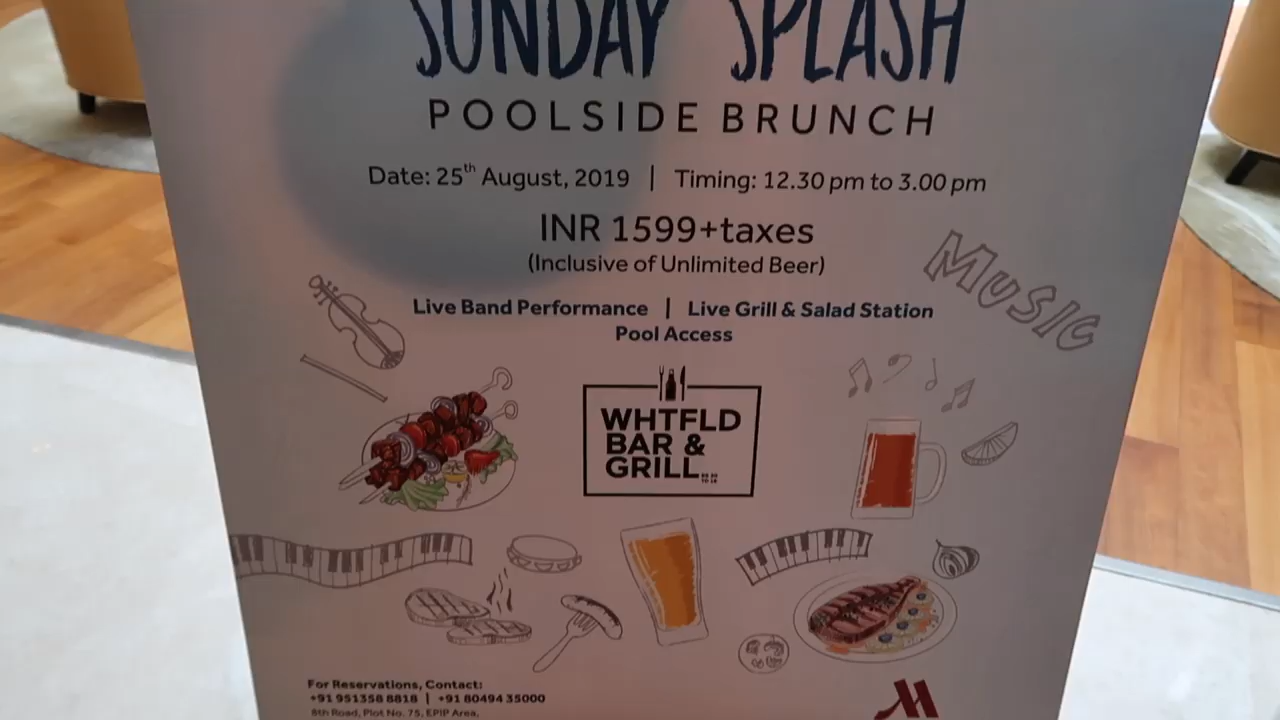 SUNDAY SPLASH
POOLSIDE BRUNCH
Date: 25th August, 2019 | Timing: 12.30 pm to 3.00 pm
INR 1599+taxes
(Inclusive of Unlimited Beer)
Live Band Performance | Live Grill & Salad Station
Pool Access
MUSIC
WHTFLD
BAR &
GRILL
For Reservations, Contact:
+91 951358 8818 | +91 80494 35000
8th Road, Plot No. 75, EPIP Area,